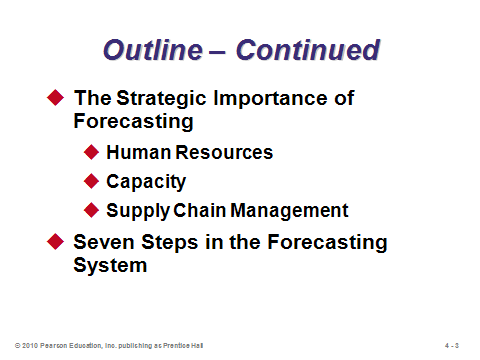 Outline – Continued
The Strategic Importance of
Forecasting
Human Resources
Capacity
Supply Chain Management
Seven Steps in the Forecasting
System
© 2010 Pearson Education, Inc. publishing as Prentice Hall
4 - 3